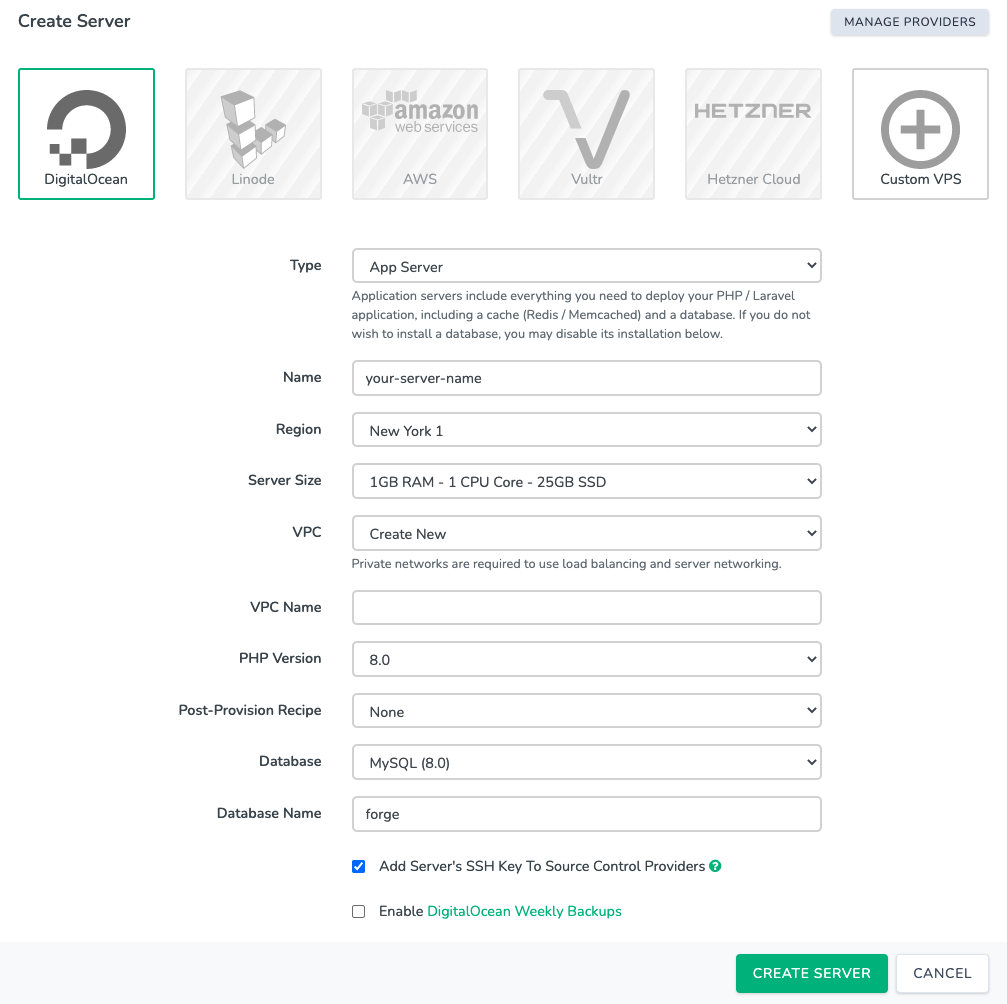 Create Server
MANAGE PROVIDERS
DigitalOcean
Linode
amazon
web services
AWS
Vultr
HETZNER
Hetzner Cloud
Custom VPS
Type
App Server
Application servers include everything you need to deploy your PHP / Laravel
application, including a cache (Redis / Memcached) and a database. If you do not
wish to install a database, you may disable its installation below.
Name
your-server-name
Region
New York 1
Server Size
1GB RAM - 1 CPU Core - 25GB SSD
VPC
Create New
Private networks are required to use load balancing and server networking.
VPC Name
PHP Version
8.0
Post-Provision Recipe
None
Database
MySQL (8.0)
Database Name
forge
Add Server's SSH Key To Source Control Providers ?
Enable DigitalOcean Weekly Backups
CREATE SERVER
CANCEL